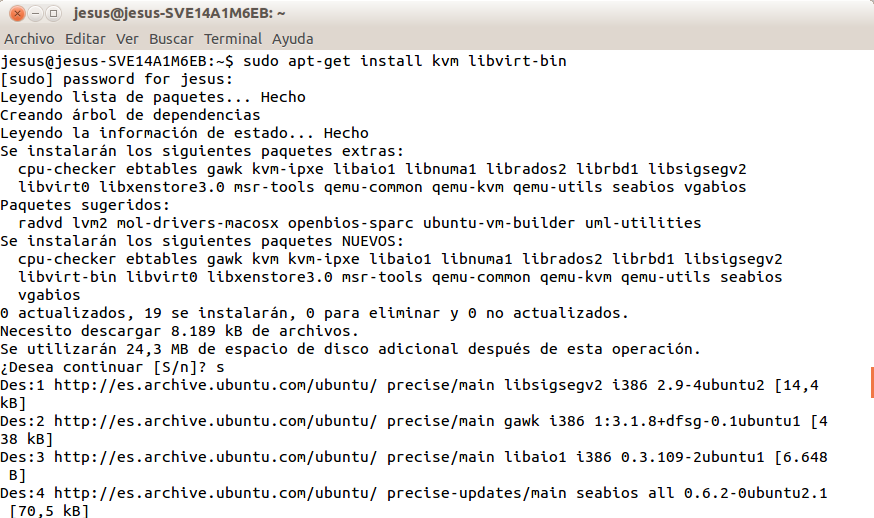 jesus@jesus-SVE14A1M6EB: ~
Archivo Editar Ver Buscar Terminal Ayuda
jesus@jesus-SVE14A1M6EB:~$ sudo apt-get install kvm libvirt-bin
[sudo] password for jesus:
Leyendo lista de paquetes... Hecho
Creando árbol de dependencias
Leyendo la información de estado... Hecho
Se instalarán los siguientes paquetes extras:
  cpu-checker ebtables gawk kvm-ipxe libaio1 libnuma1 librados2 librbd1 libsigsegv2
  libvirt0 libxenstore3.0 msr-tools qemu-common qemu-kvm qemu-utils seabios vgabios
Paquetes sugeridos:
  radvd lvm2 mol-drivers-macosx openbios-sparc ubuntu-vm-builder uml-utilities
Se instalarán los siguientes paquetes NUEVOS:
  cpu-checker ebtables gawk kvm kvm-ipxe libaio1 libnuma1 librados2 librbd1 libsigsegv2
  libvirt-bin libvirt0 libxenstore3.0 msr-tools qemu-common qemu-kvm qemu-utils seabios
  vgabios
0 actualizados, 19 se instalarán, 0 para eliminar y 0 no actualizados.
Necesito descargar 8.189 kB de archivos.
Se utilizarán 24,3 MB de espacio de disco adicional después de esta operación.
¿Desea continuar [S/n]? s
Des:1 http://es.archive.ubuntu.com/ubuntu/ precise/main libsigsegv2 i386 2.9-4ubuntu2 [14,4
kB]
Des:2 http://es.archive.ubuntu.com/ubuntu/ precise/main gawk i386 1:3.1.8+dfsg-0.1ubuntu1 [4
38 kB]
Des:3 http://es.archive.ubuntu.com/ubuntu/ precise/main libaio1 i386 0.3.109-2ubuntu1 [6.648
 B]
Des:4 http://es.archive.ubuntu.com/ubuntu/ precise-updates/main seabios all 0.6.2-0ubuntu2.1
 [70,5 kB]